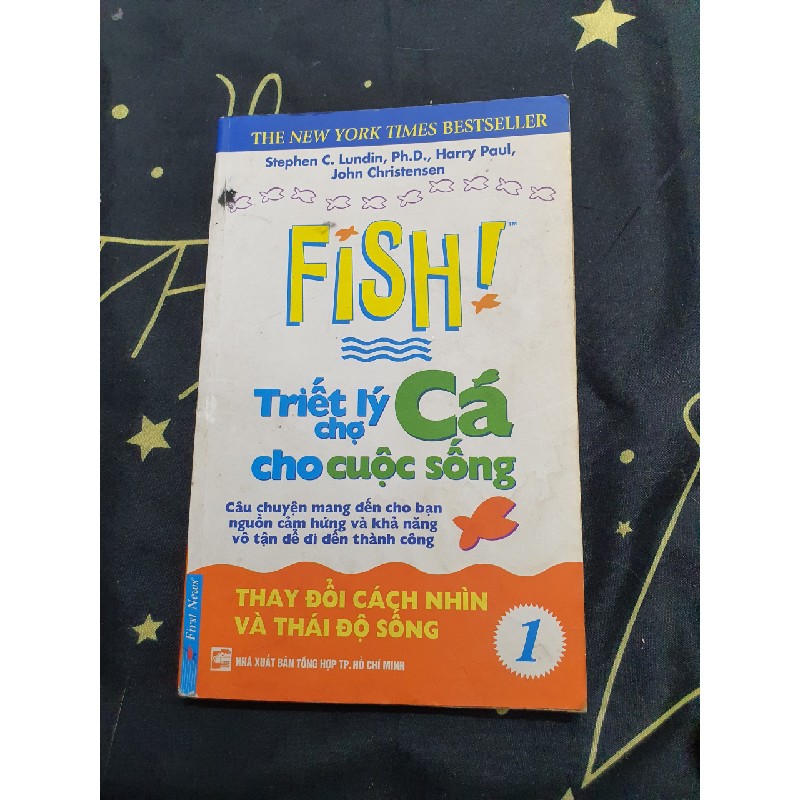 THE NEW YORK TIMES BESTSELLER
Stephen C. Lundin, Ph.D., Harry Paul,
John Christensen
FiSH!™
Triết lý
chợ
Cá
cho cuộc sống
Câu chuyện mang đến cho bạn
nguồn cảm hứng và khả năng
vô tận để đi đến thành công
THAY ĐỔI CÁCH NHÌN
VÀ THÁI ĐỘ SỐNG
1
First News
NHÀ XUẤT BẢN TỔNG HỢP TP. HỒ CHÍ MINH